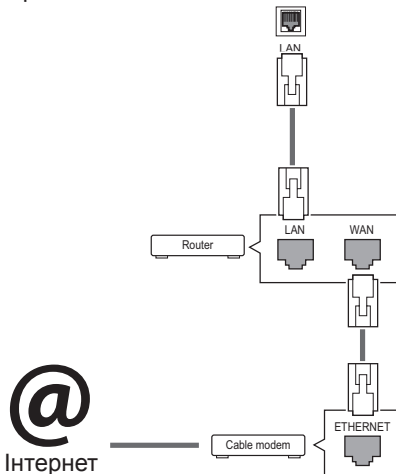 LAN
LAN WAN
Router
ETHERNET
@
Cable modem
Інтернет